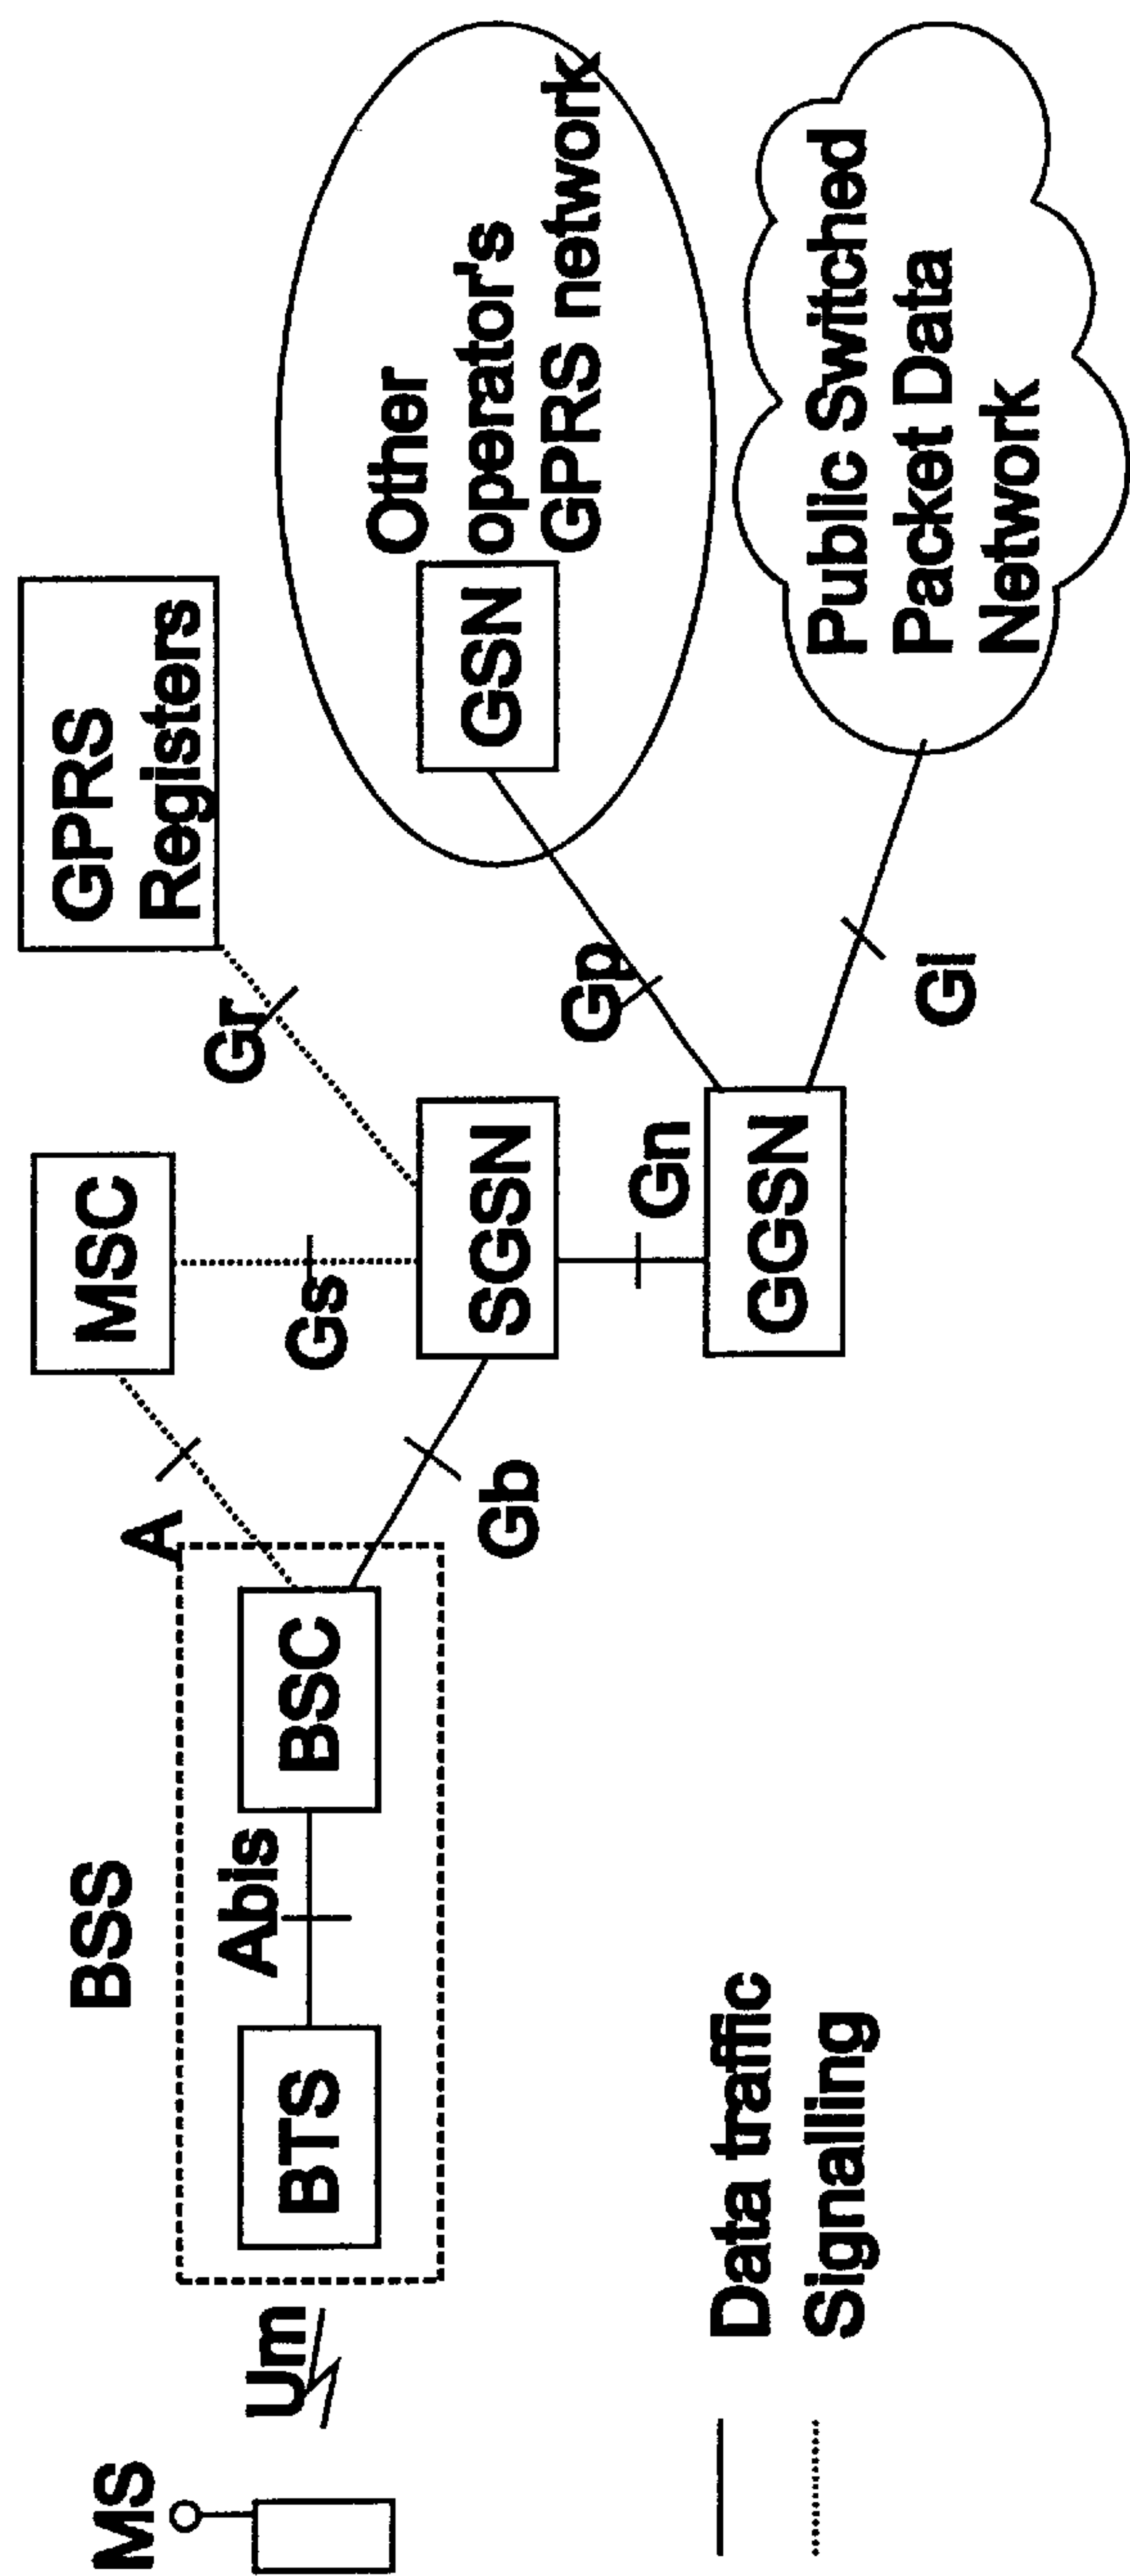 MS
Um
BSS
BTS
Abis
BSC
A
MSC
Gs
Gb
SGSN
Gr
GPRS
Registers
Gn
GGSN
Gp
Gi
GSN
Other
operator's
GPRS network
Public Switched
Packet Data
Network
Data traffic
Signalling